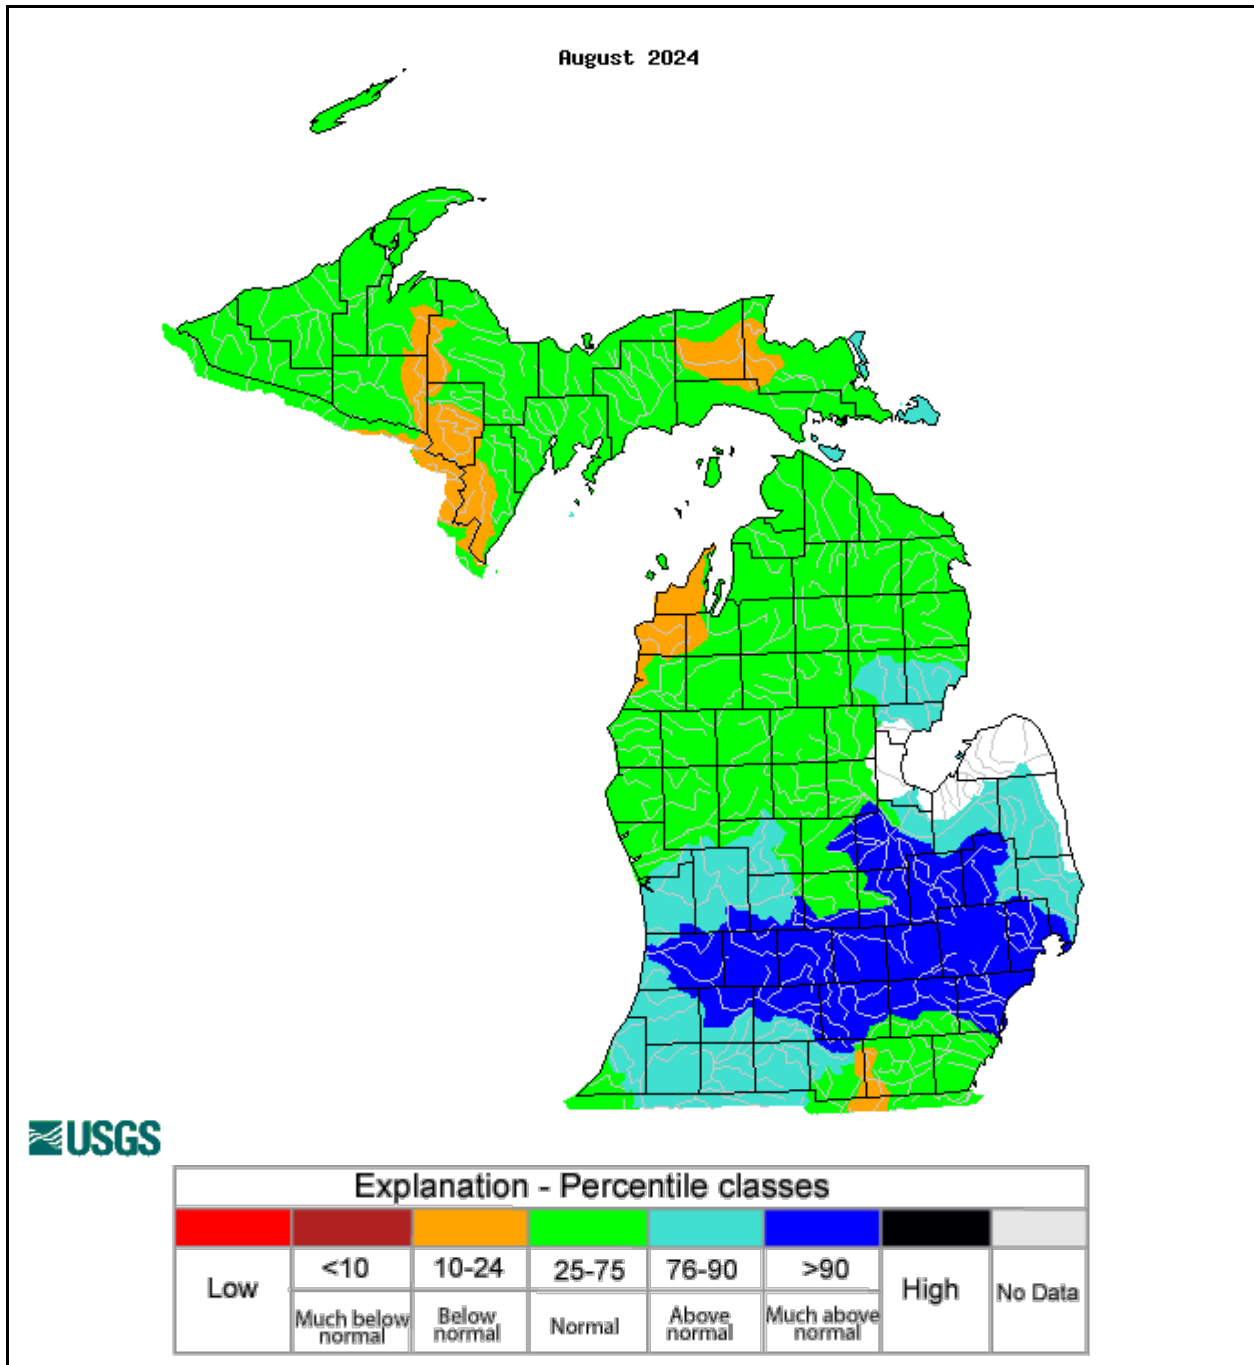 August 2024
USGS
Explanation - Percentile classes
Low
<10
10-24
25-75
76-90
>90
High
No Data
Much below normal
Below normal
Normal
Above normal
Much above normal